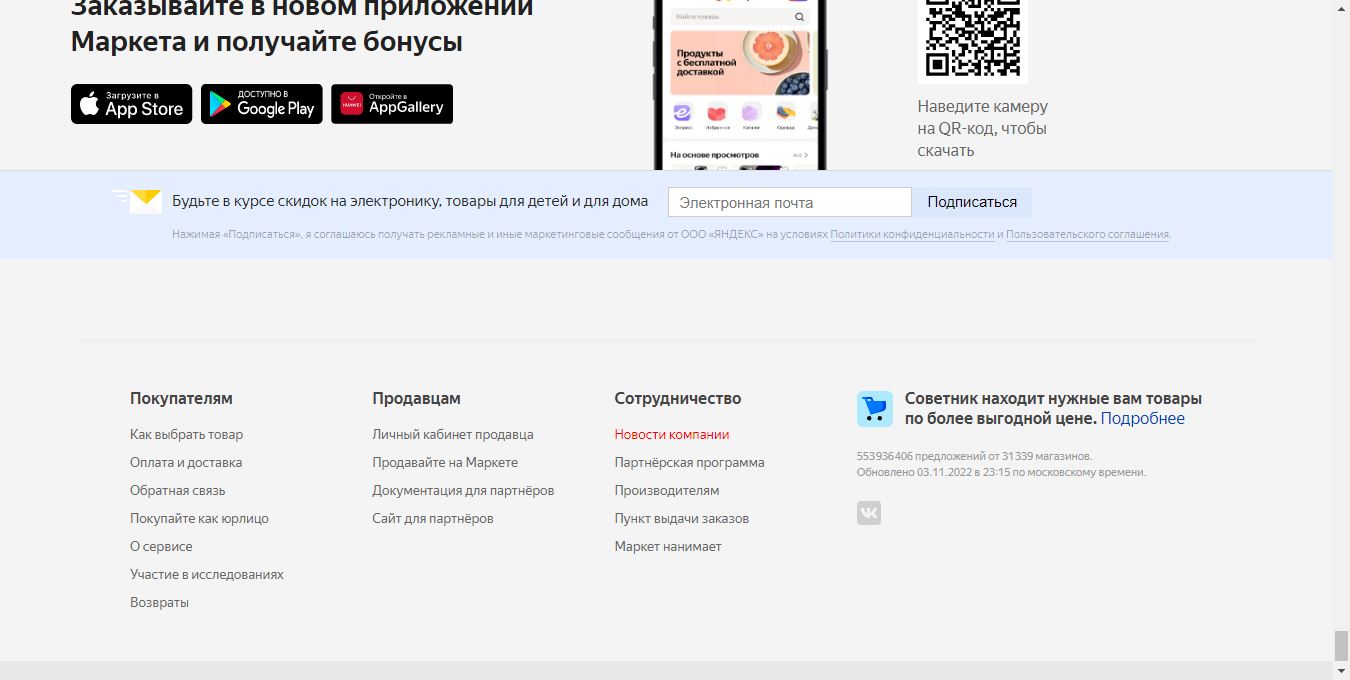 Заказывайте в новом приложении
Маркета и получайте бонусы
Загрузите в
App Store
ДОСТУПНО В
Google Play
HUAWEI
Откройте в
AppGallery
Найти товары
Продукты
с бесплатной
доставкой
Экспресс
Избранное
Каталог
Одежда
На основе просмотров
все
Наведите камеру
на QR-код, чтобы
скачать
Будьте в курсе скидок на электронику, товары для детей и для дома
Электронная почта
Подписаться
Нажимая «Подписаться», я соглашаюсь получать рекламные и иные маркетинговые сообщения от ООО «ЯНДЕКС» на условиях Политики конфиденциальности и Пользовательского соглашения.
Покупателям
Как выбрать товар
Оплата и доставка
Обратная связь
Покупайте как юрлицо
О сервисе
Участие в исследованиях
Возвраты
Продавцам
Личный кабинет продавца
Продавайте на Маркете
Документация для партнёров
Сайт для партнёров
Сотрудничество
Новости компании
Партнёрская программа
Производителям
Пункт выдачи заказов
Маркет нанимает
Советник находит нужные вам товары
по более выгодной цене. Подробнее
553936406 предложений от 31339 магазинов.
Обновлено 03.11.2022 в 23:15 по московскому времени.